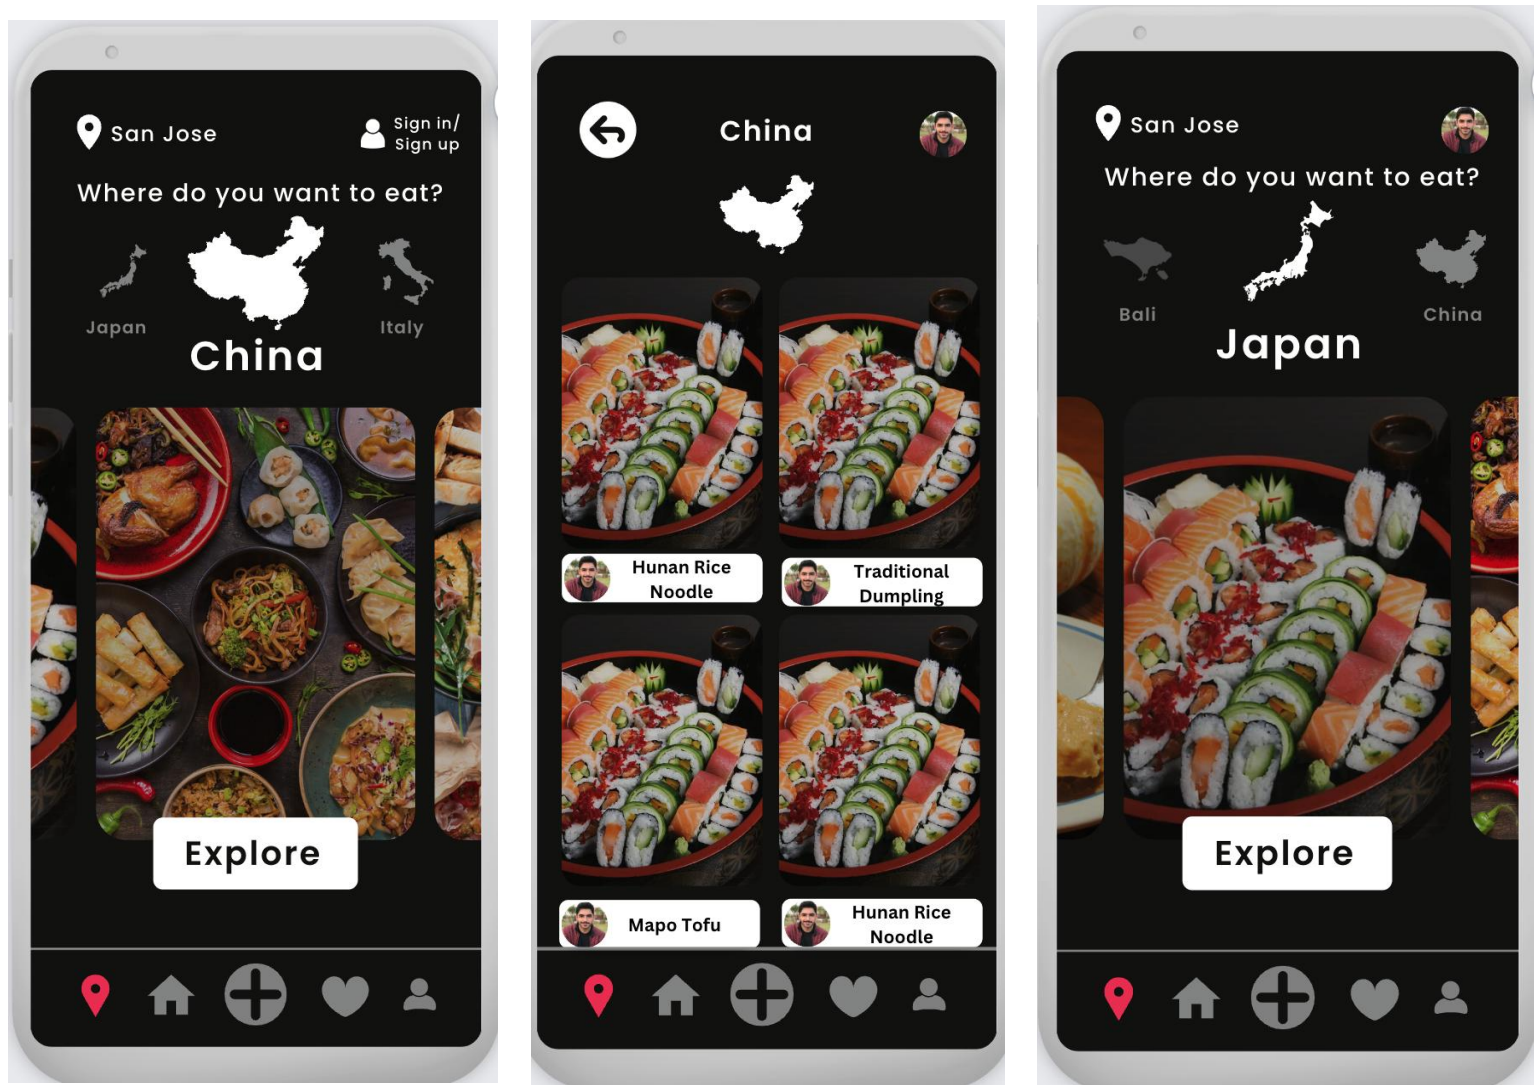 San Jose
Sign in/
Sign up
Where do you want to eat?
Japan
Italy
China
Explore
China
Hunan Rice
Noodle
Traditional
Dumpling
Mapo Tofu
Hunan Rice
Noodle
San Jose
Where do you want to eat?
Bali
China
Japan
Explore